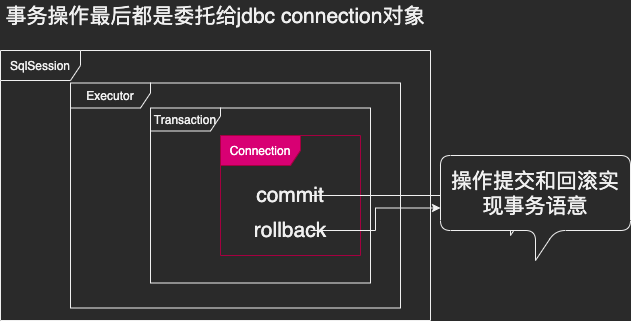 事务操作最后都是委托给jdbc connection对象
SqlSession
Executor
Transaction
Connection
commit
rollback
操作提交和回滚实
现事务语意